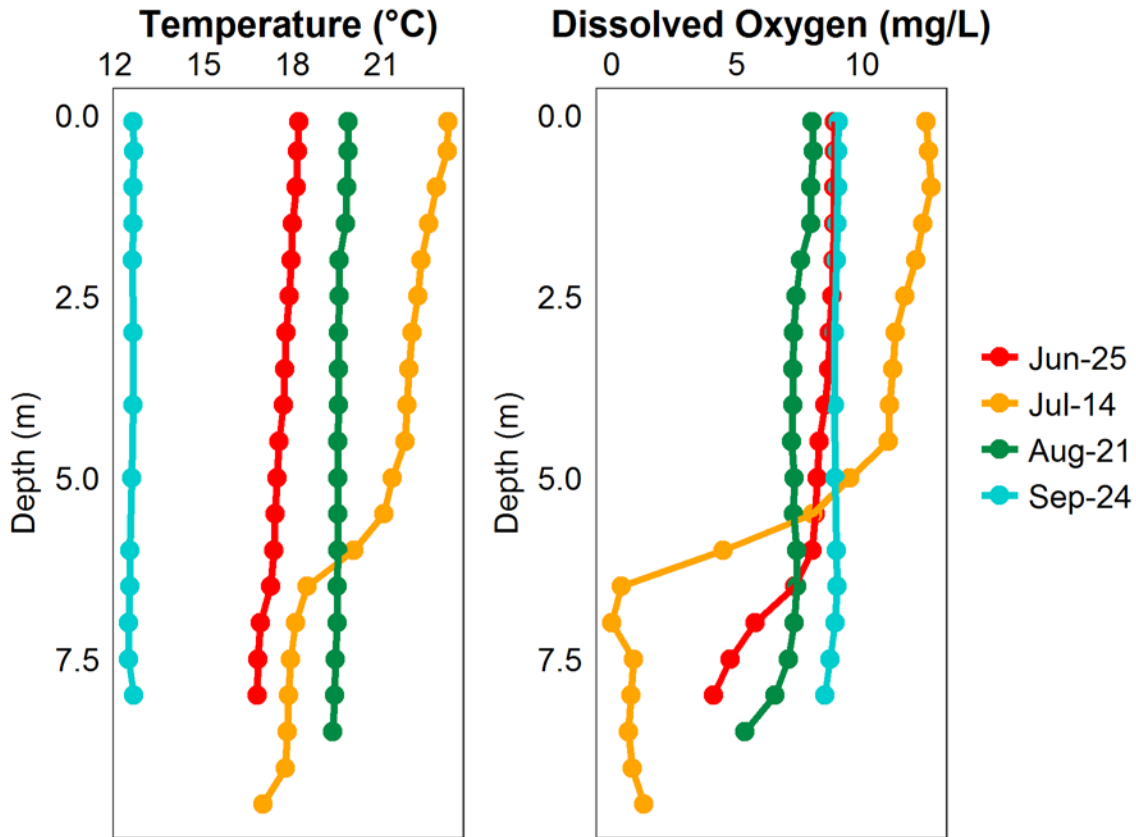 Temperature (°C)
12 15 18 21
0.0
2.5
5.0
7.5
Depth (m)
Dissolved Oxygen (mg/L)
0 5 10
0.0
2.5
5.0
7.5
Depth (m)
Jun-25
Jul-14
Aug-21
Sep-24